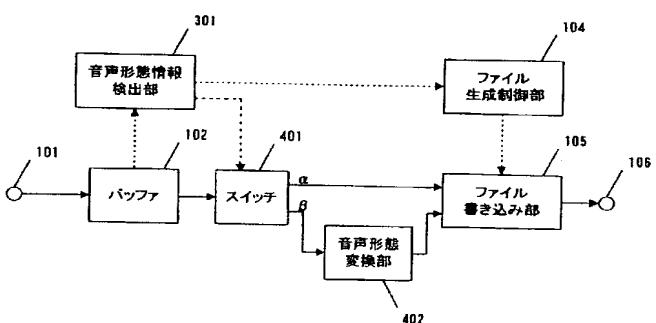 301
音声形態情報
検出部
104
ファイル
生成制御部
101
102
バッファ
401
スイッチ
α
β
音声形態
変換部
402
105
ファイル
書き込み部
106